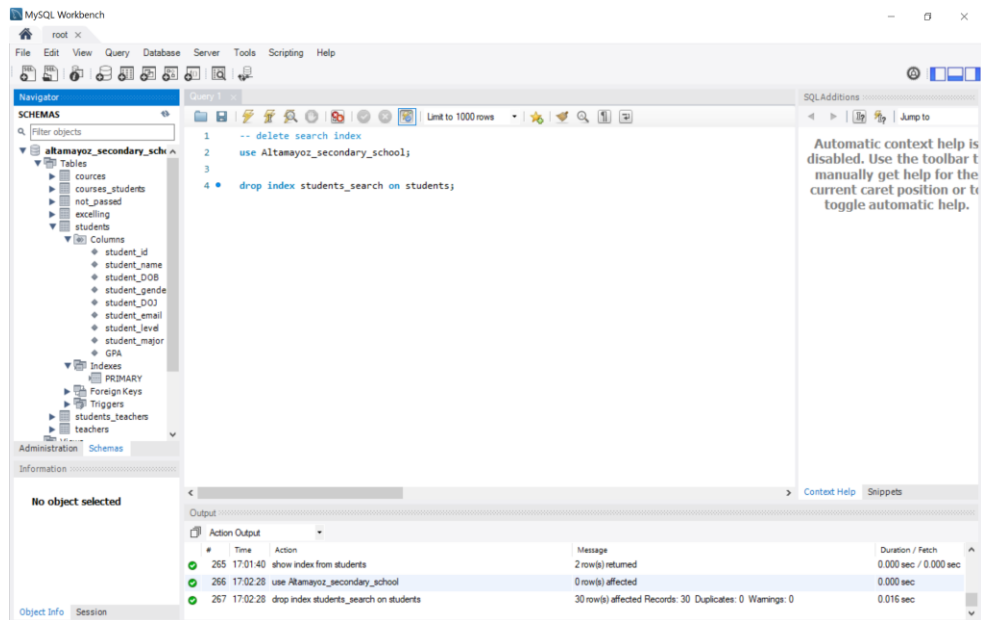 MySQL Workbench
root
File Edit View Query Database Server Tools Scripting Help
Navigator
SCHEMAS
Filter objects
altamayoz_secondary_scho
Tables
cources
courses_students
not_passed
excelling
students
Columns
student_id
student_name
student_DOB
student_gende
student_DOJ
student_email
student_level
student_major
GPA
Indexes
PRIMARY
Foreign Keys
Triggers
students_teachers
teachers
Administration Schemas
Information
No object selected
Object Info Session
Query 1
Limit to 1000 rows
1 -- delete search index
2 use Altamayoz_secondary_school;
3
4 drop index students_search on students;
SQLAdditions
Jump to
Automatic context help is
disabled. Use the toolbar t
manually get help for the
current caret position or to
toggle automatic help.
Context Help Snippets
Output
Action Output
# Time Action Message Duration / Fetch
265 17:01:40 show index from students 2 row(s) returned 0.000 sec / 0.000 sec
266 17:02:28 use Altamayoz_secondary_school 0 row(s) affected 0.000 sec
267 17:02:28 drop index students_search on students 30 row(s) affected Records: 30 Duplicates: 0 Warnings: 0 0.016 sec